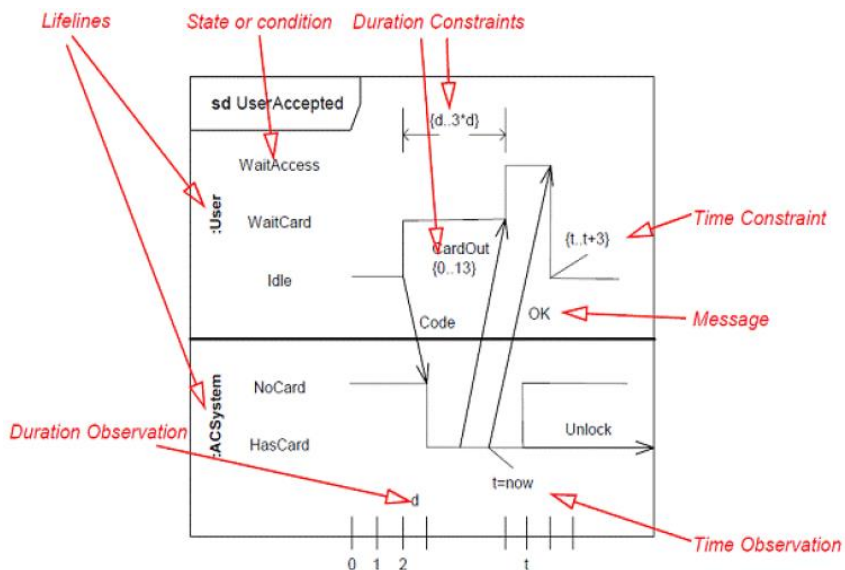 Lifelines
State or condition
Duration Constraints
sd UserAccepted
{d..3*d}
WaitAccess
:User
WaitCard
Time Constraint
CardOut
{0..13}
{t..t+3}
Idle
Code
OK
Message
:ACSystem
NoCard
Duration Observation
HasCard
Unlock
t=now
d
Time Observation
0 1 2 t